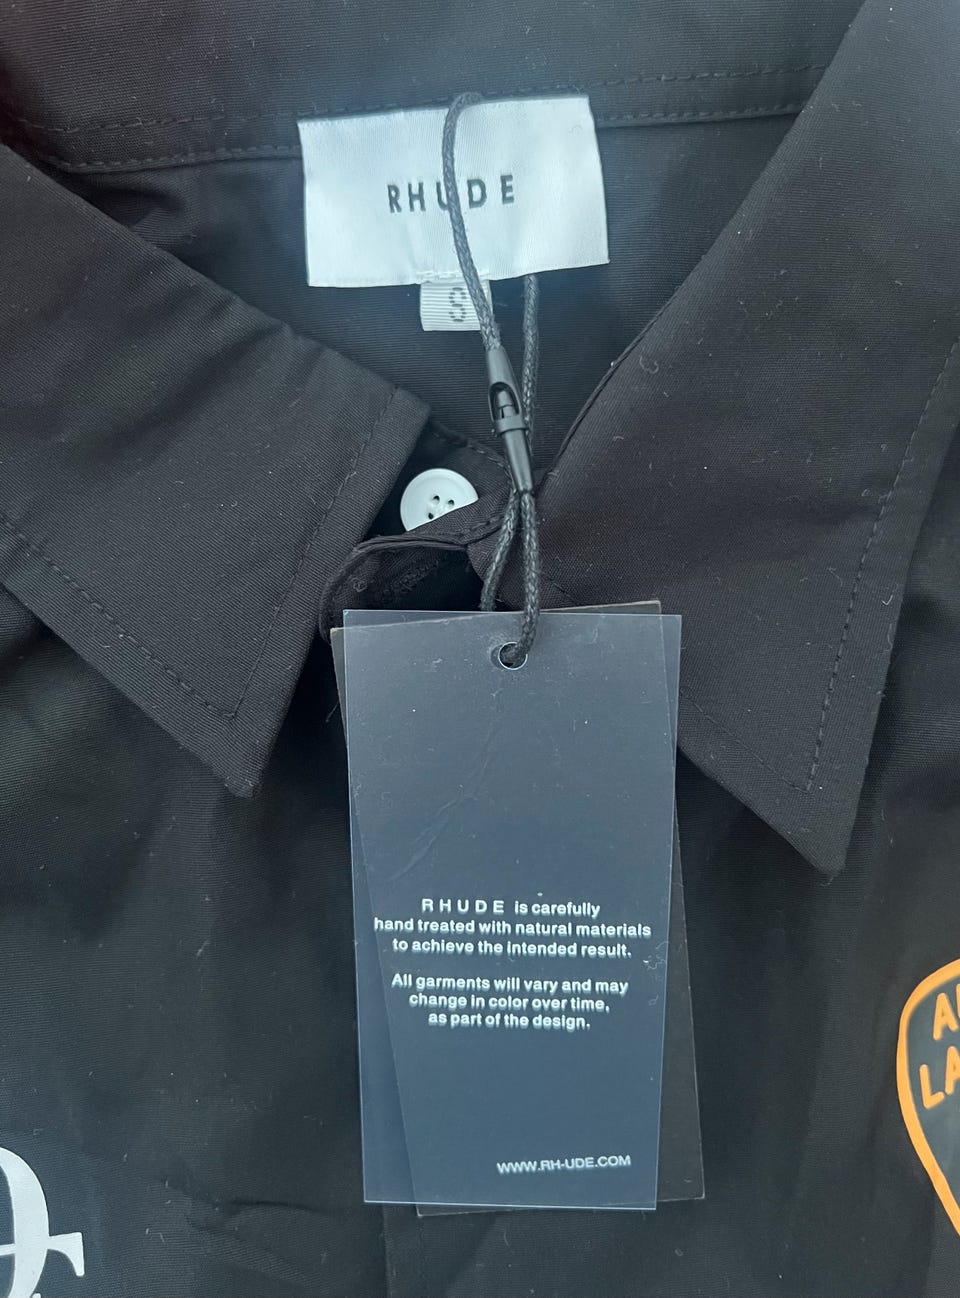 RHUDE
S
RHUDE is carefully
hand treated with natural materials
to achieve the intended result.
All garments will vary and may
change in color over time,
as part of the design.
WWW.RH-UDE.COM